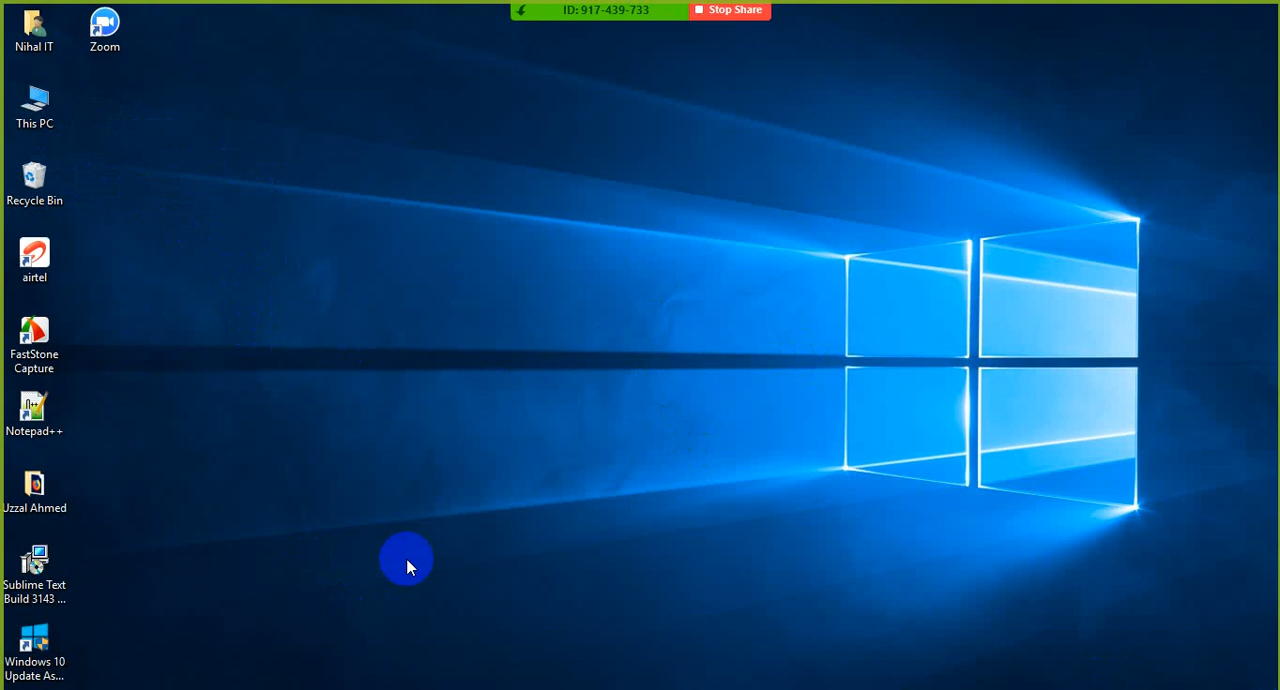 ID: 917-439-733
Stop Share
Nihal IT
Zoom
This PC
Recycle Bin
airtel
FastStone
Capture
Notepad++
Uzzal Ahmed
Sublime Text
Build 3143 ...
Windows 10
Update As...